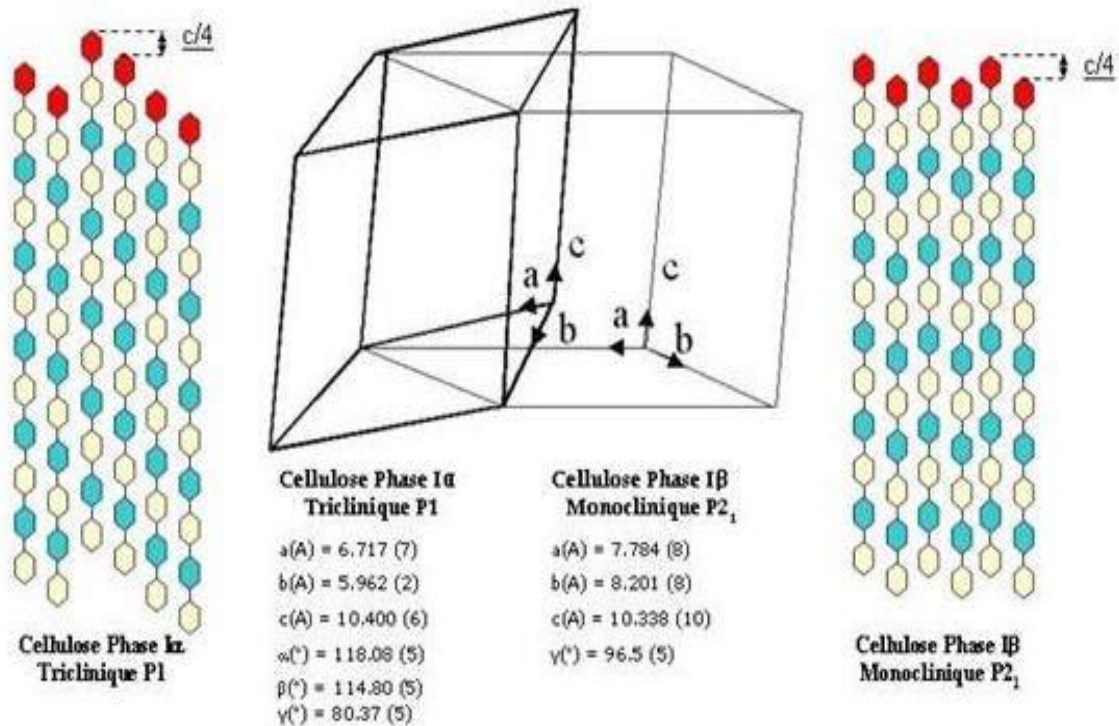 c/4
c/4
c
a
b
c
a
b
Cellulose Phase Iα
Triclinique P1
a(A) = 6.717 (7)
b(A) = 5.962 (2)
c(A) = 10.400 (6)
α(°) = 118.08 (5)
β(°) = 114.80 (5)
γ(°) = 80.37 (5)
Cellulose Phase Iβ
Monoclinique P2₁
a(A) = 7.784 (8)
b(A) = 8.201 (8)
c(A) = 10.338 (10)
γ(°) = 96.5 (5)
Cellulose Phase Iα
Triclinique P1
Cellulose Phase Iβ
Monoclinique P2₁